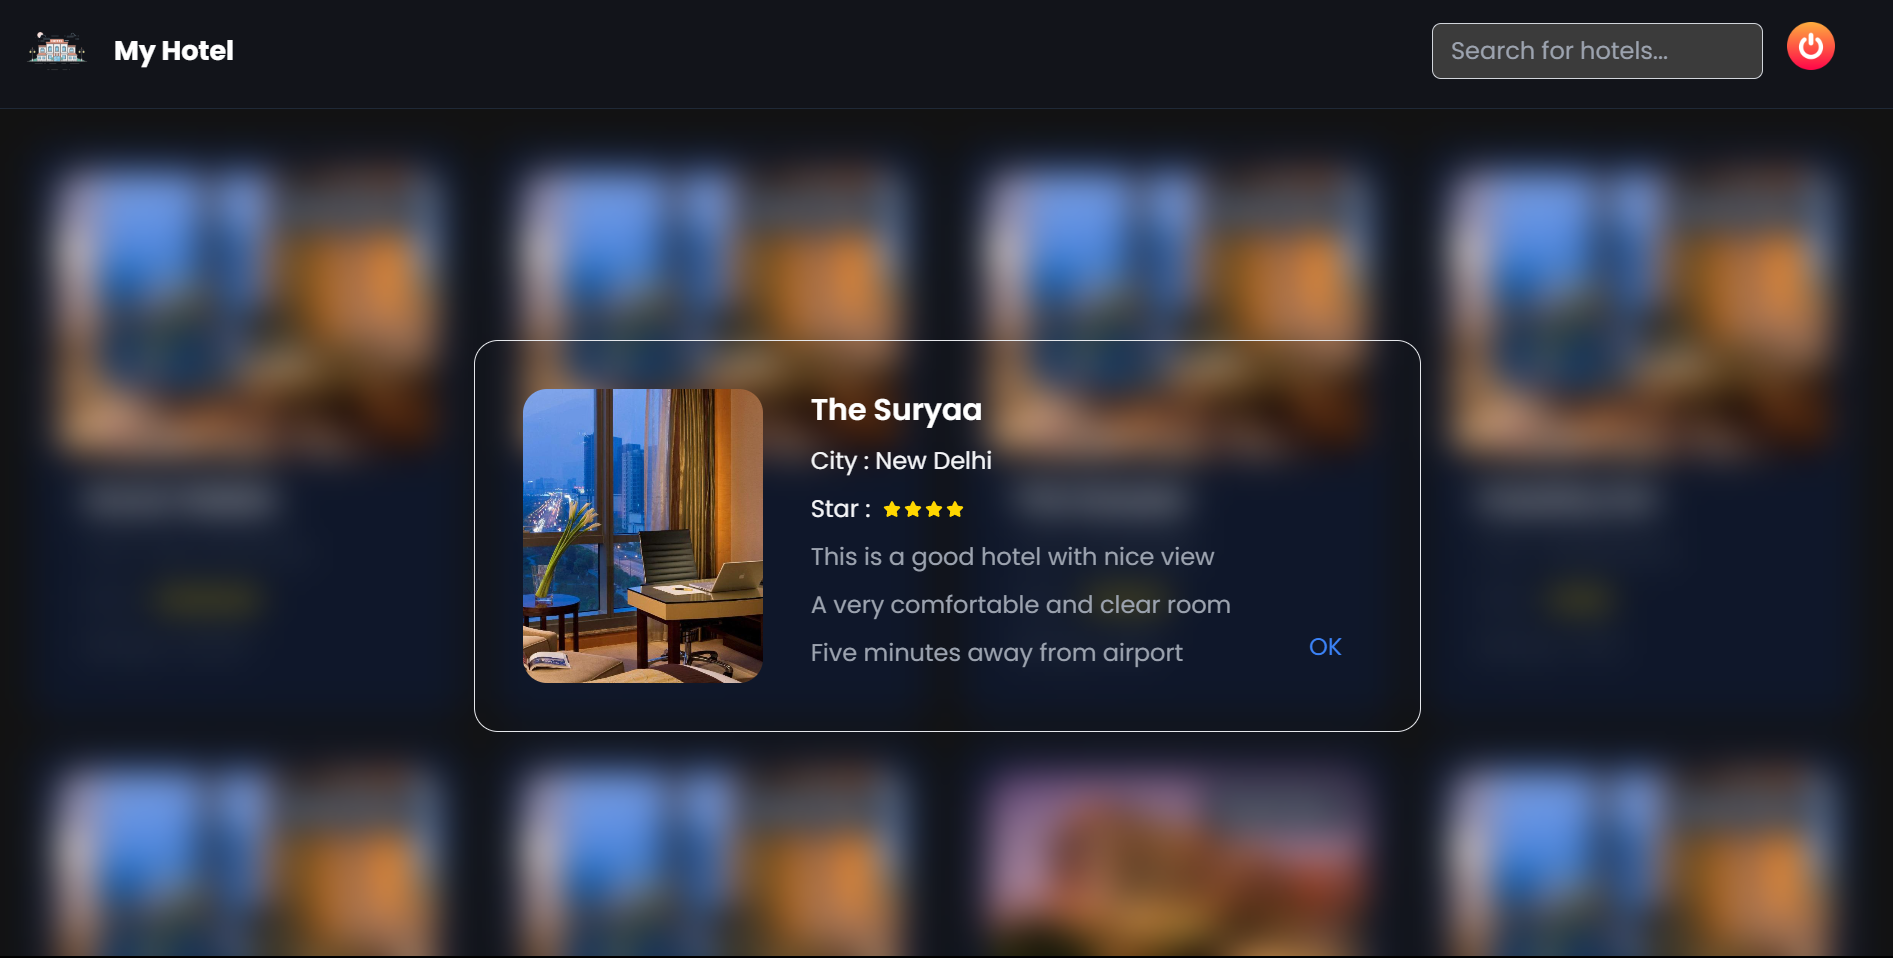 My Hotel
Search for hotels...
The Suryaa
City : New Delhi
Star :
This is a good hotel with nice view
A very comfortable and clear room
Five minutes away from airport
OK